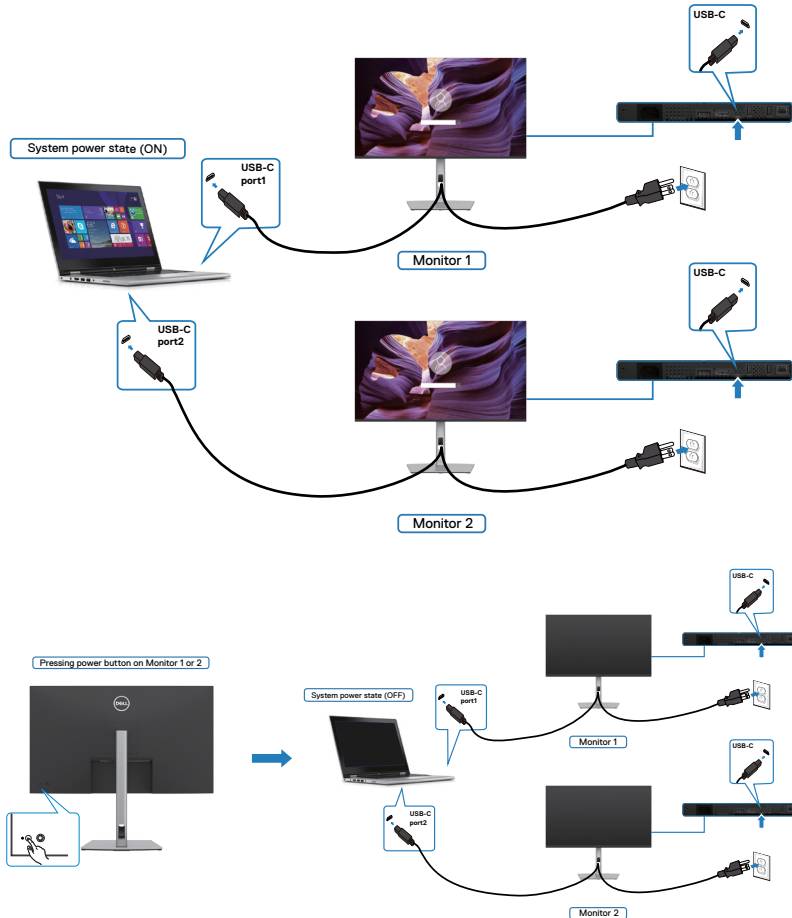 USB-C
System power state (ON)
USB-C
port1
Monitor 1
USB-C
USB-C
port2
Monitor 2
USB-C
Pressing power button on Monitor 1 or 2
DELL
System power state (OFF)
USB-C
port1
Monitor 1
USB-C
USB-C
port2
Monitor 2